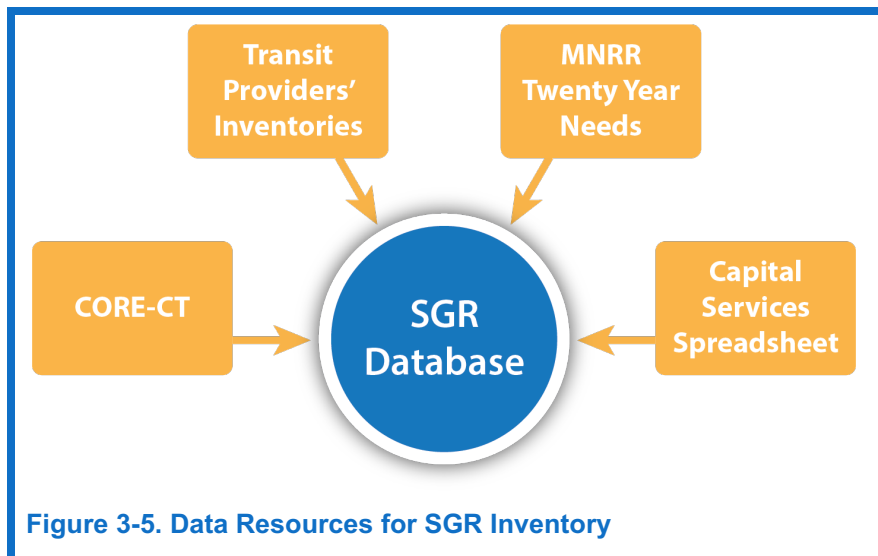 Transit
Providers'
Inventories
MNRR
Twenty Year
Needs
CORE-CT
SGR
Database
Capital
Services
Spreadsheet
Figure 3-5. Data Resources for SGR Inventory